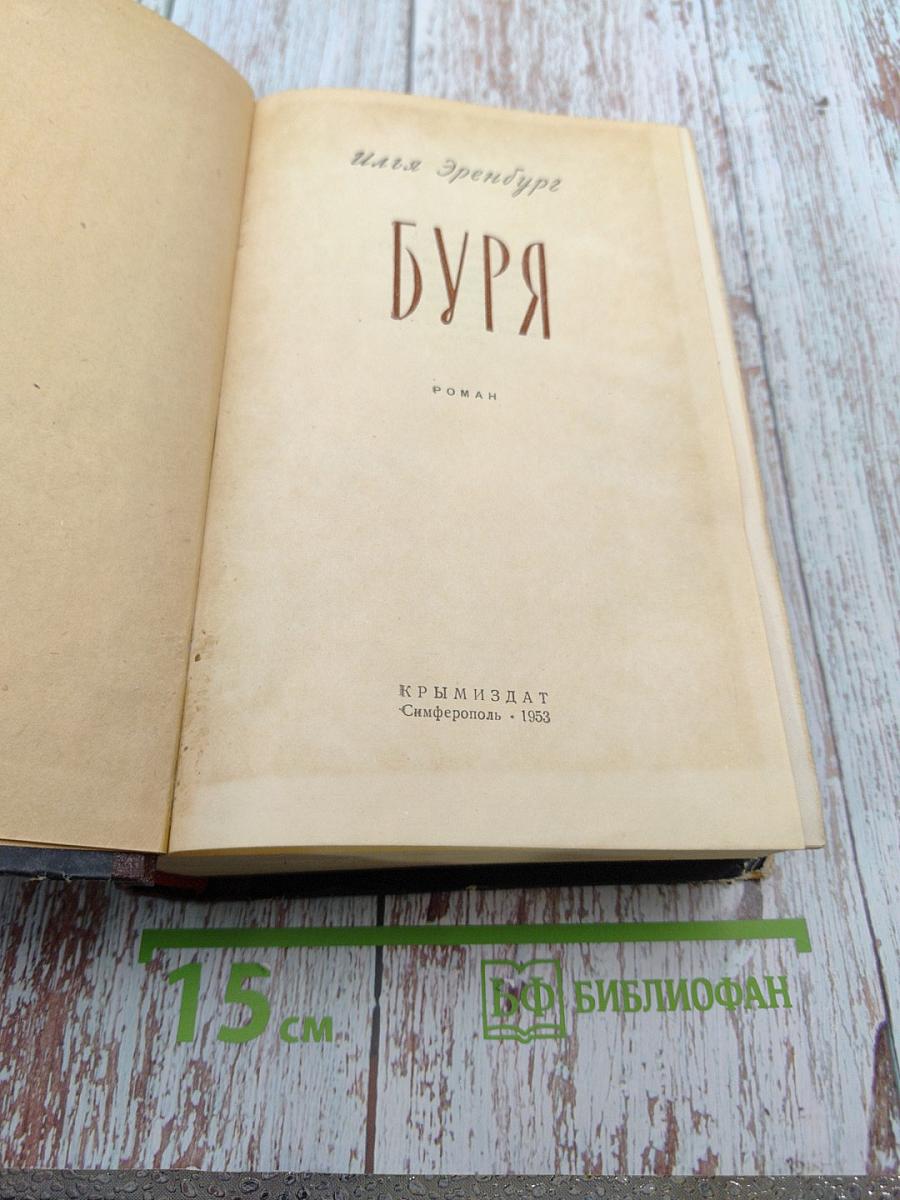 Илья Эренбург
БУРЯ
РОМАН
КРЫМИЗДАТ
Симферополь • 1953
15 см
БФ БИБЛИОФАН